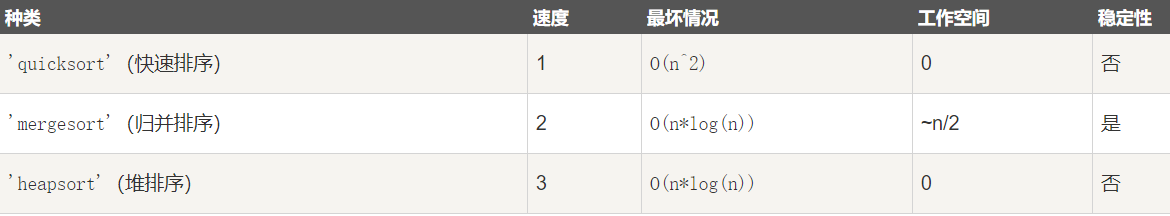 种类 速度 最坏情况 工作空间 稳定性
'quicksort' (快速排序) 1 O(n^2) 0 否
'mergesort' (归并排序) 2 O(n*log(n)) ~n/2 是
'heapsort' (堆排序) 3 O(n*log(n)) 0 否